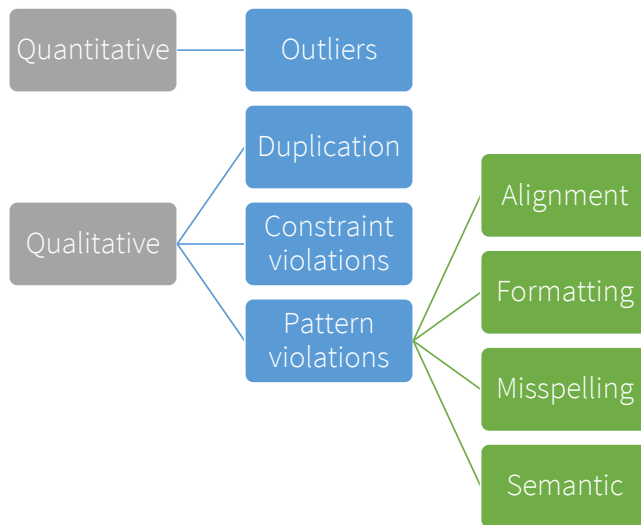 Quantitative
Outliers
Qualitative
Duplication
Constraint
violations
Pattern
violations
Alignment
Formatting
Misspelling
Semantic